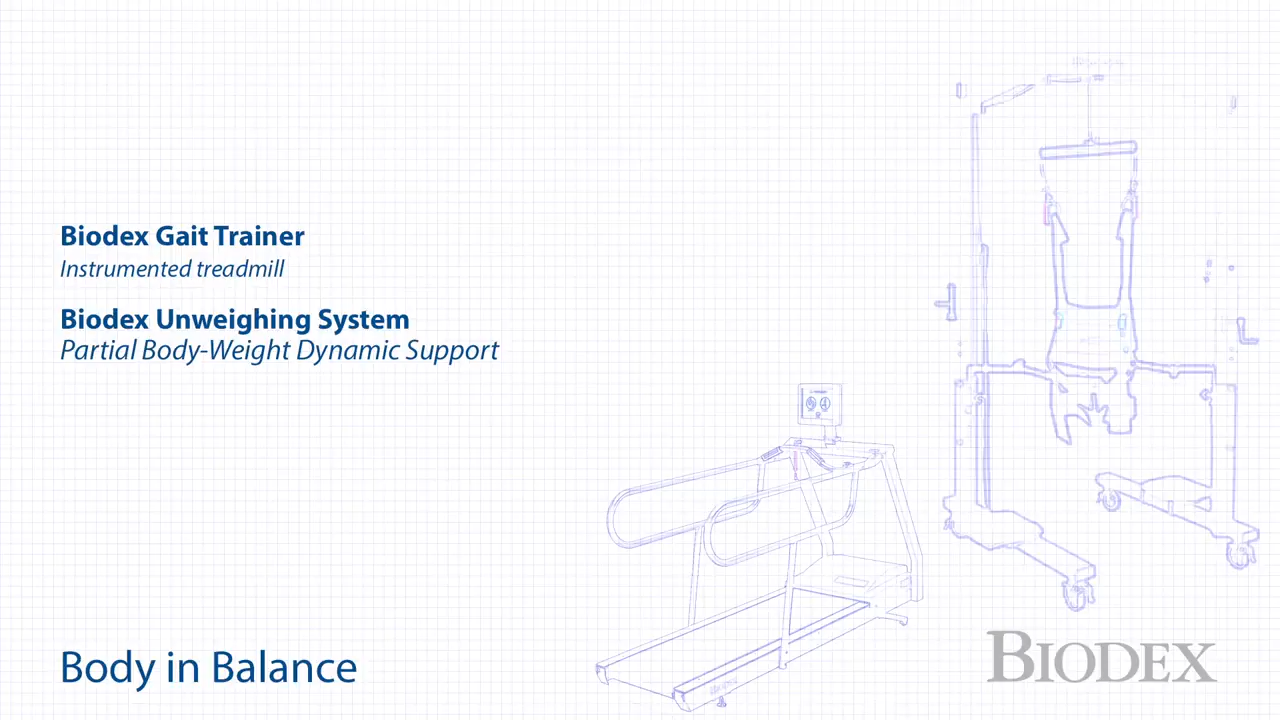 Biodex Gait Trainer
Instrumented treadmill
Biodex Unweighing System
Partial Body-Weight Dynamic Support
Body in Balance
BIODEX